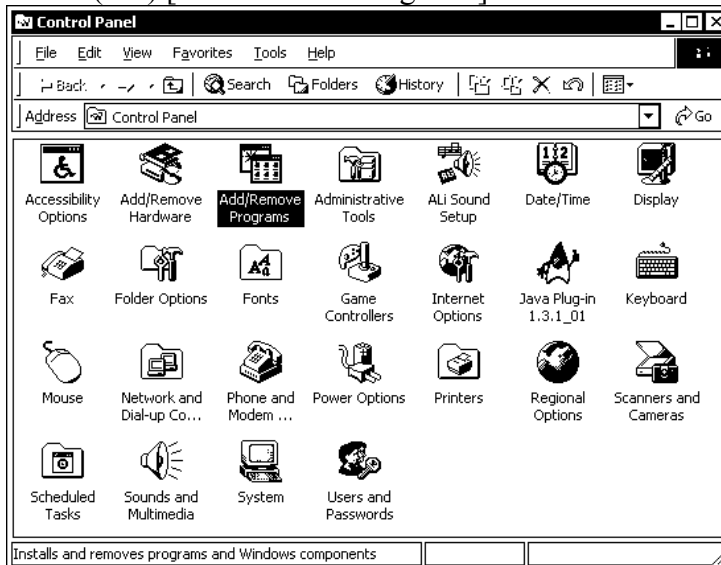 Control Panel
File Edit View Favorites Tools Help
Back Search Folders History
Address Control Panel Go
Accessibility Options
Add/Remove Hardware
Add/Remove Programs
Administrative Tools
ALi Sound Setup
Date/Time
Display
Fax
Folder Options
Fonts
Game Controllers
Internet Options
Java Plug-in 1.3.1_01
Keyboard
Mouse
Network and Dial-up Co...
Phone and Modem ...
Power Options
Printers
Regional Options
Scanners and Cameras
Scheduled Tasks
Sounds and Multimedia
System
Users and Passwords
Installs and removes programs and Windows components